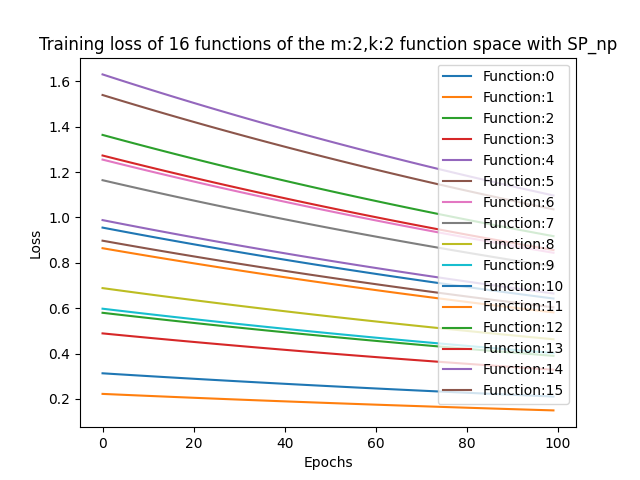 Training loss of 16 functions of the m:2,k:2 function space with SP_np
Loss
1.6
1.4
1.2
1.0
0.8
0.6
0.4
0.2
Function:0
Function:1
Function:2
Function:3
Function:4
Function:5
Function:6
Function:7
Function:8
Function:9
Function:10
Function:11
Function:12
Function:13
Function:14
Function:15
0 20 40 60 80 100
Epochs